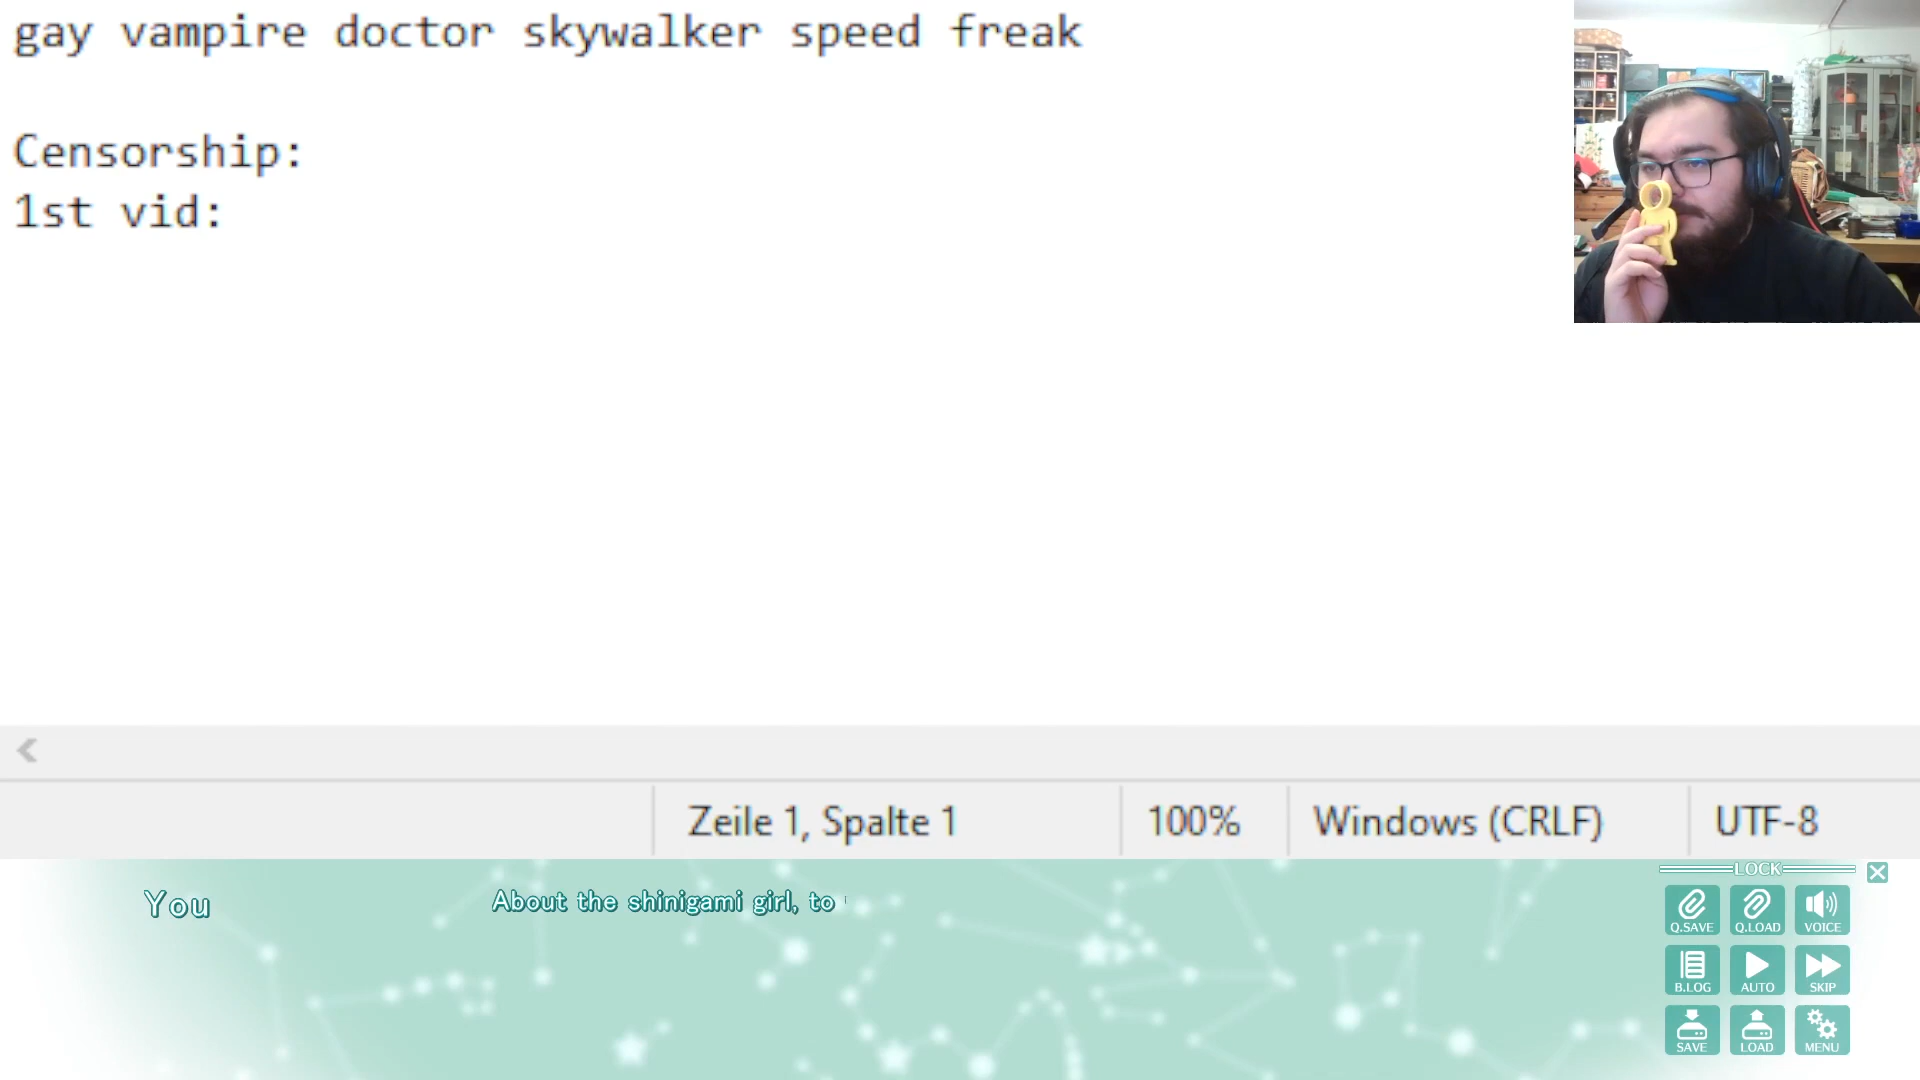 gay vampire doctor skywalker speed freak
Censorship:
1st vid:
Zeile 1, Spalte 1
100%
Windows (CRLF)
UTF-8
You
About the shinigami girl, to
LOCK
Q.SAVE
Q.LOAD
VOICE
B.LOG
AUTO
SKIP
SAVE
LOAD
MENU